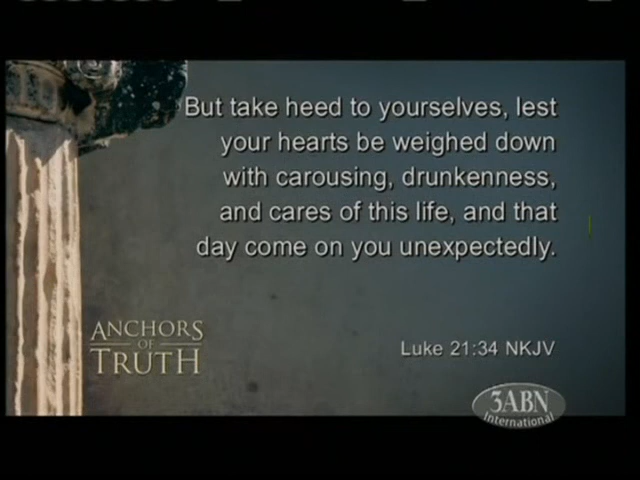 But take heed to yourselves, lest
your hearts be weighed down
with carousing, drunkenness,
and cares of this life, and that
day come on you unexpectedly.
ANCHORS
OF
TRUTH
Luke 21:34 NKJV
3ABN
International